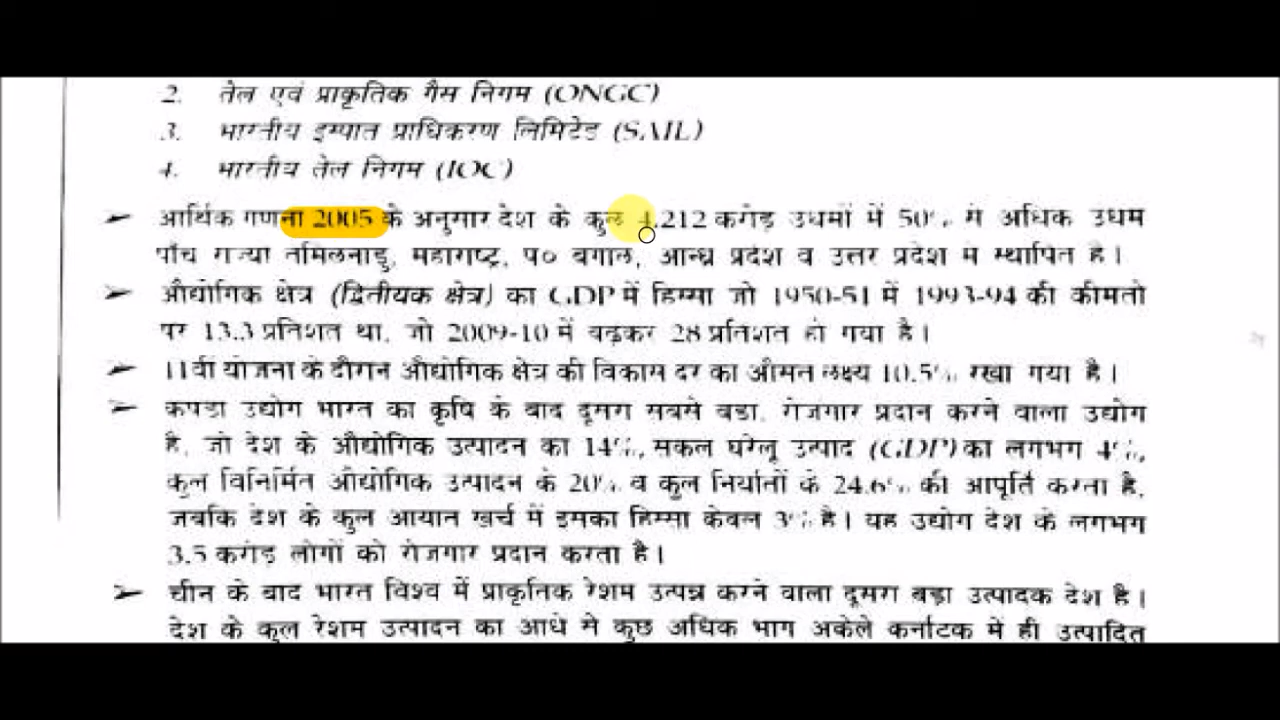 2. तेल एवं प्राकृतिक गैस निगम (ONGC)
3. भारतीय इस्पात प्राधिकरण लिमिटेड (SAIL)
4. भारतीय तेल निगम (IOC)
➢ आर्थिक गणना 2005 के अनुसार देश के कुल 4.212 करोड़ उधमों में 50% से अधिक उधम
पाँच राज्यों तमिलनाडु, महाराष्ट्र, प० बंगाल, आन्ध्र प्रदेश व उत्तर प्रदेश में स्थापित है।
➢ औद्योगिक क्षेत्र (द्वितीयक क्षेत्र) का GDP में हिस्सा जो 1950-51 में 1993-94 की कीमतों
पर 13.3 प्रतिशत था, जो 2009-10 में बढ़कर 28 प्रतिशत हो गया है।
➢ 11वीं योजना के दौरान औद्योगिक क्षेत्र की विकास दर का औसत लक्ष्य 10.5% रखा गया है।
➢ कपडा उद्योग भारत का कृषि के बाद दूसरा सबसे बडा, रोजगार प्रदान करने वाला उद्योग
है, जो देश के औद्योगिक उत्पादन का 14%, सकल घरेलू उत्पाद (GDP) का लगभग 4%,
कुल विनिर्मित औद्योगिक उत्पादन के 20% व कुल निर्यातों के 24.6% की आपूर्ति करता है,
जबकि देश के कुल आयात खर्च में इसका हिस्सा केवल 3% है। यह उद्योग देश के लगभग
3.5 करोड़ लोगों को रोजगार प्रदान करता है।
➢ चीन के बाद भारत विश्व में प्राकृतिक रेशम उत्पन्न करने वाला दूसरा बड़ा उत्पादक देश है।
देश के कुल रेशम उत्पादन का आधे से कुछ अधिक भाग अकेले कर्नाटक में ही उत्पादित